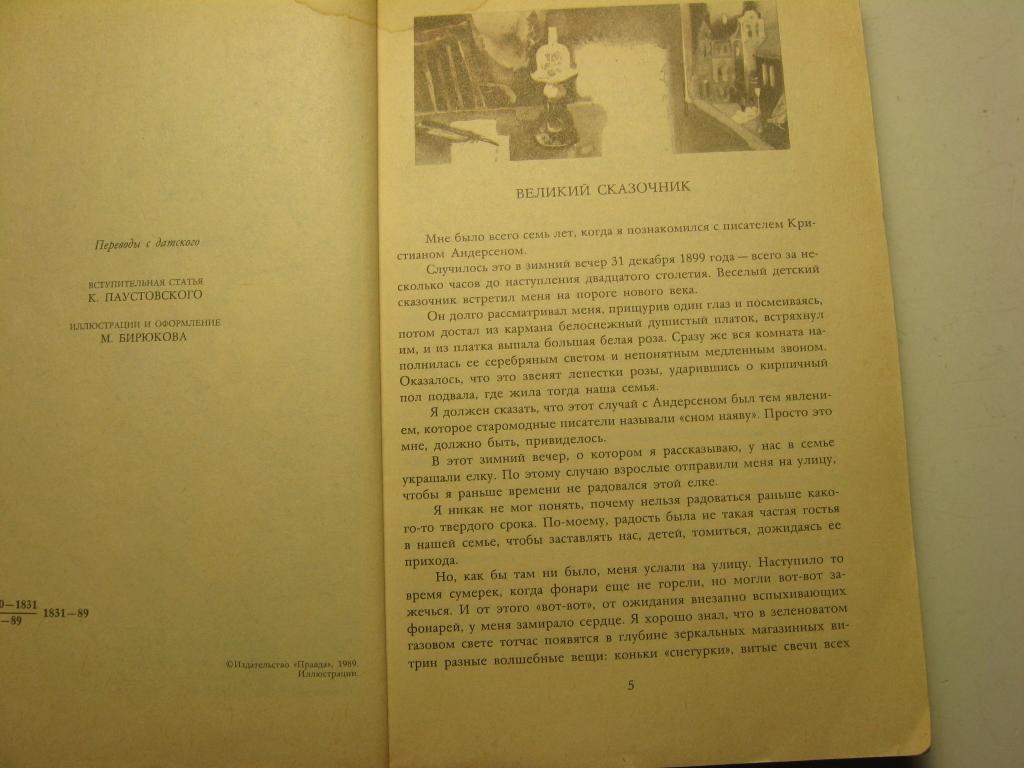 Переводы с датского
ВСТУПИТЕЛЬНАЯ СТАТЬЯ
К. ПАУСТОВСКОГО
ИЛЛЮСТРАЦИИ И ОФОРМЛЕНИЕ
М. БИРЮКОВА
0—1831
—89
1831—89
©Издательство «Правда», 1989.
Иллюстрации.
ВЕЛИКИЙ СКАЗОЧНИК
Мне было всего семь лет, когда я познакомился с писателем Кри-
стианом Андерсеном.
Случилось это в зимний вечер 31 декабря 1899 года — всего за не-
сколько часов до наступления двадцатого столетия. Веселый детский
сказочник встретил меня на пороге нового века.
Он долго рассматривал меня, прищурив один глаз и посмеиваясь,
потом достал из кармана белоснежный душистый платок, встряхнул
им, и из платка выпала большая белая роза. Сразу же вся комната на-
полнилась ее серебряным светом и непонятным медленным звоном.
Оказалось, что это звенят лепестки розы, ударившись о кирпичный
пол подвала, где жила тогда наша семья.
Я должен сказать, что этот случай с Андерсеном был тем явлени-
ем, которое старомодные писатели называли «сном наяву». Просто это
мне, должно быть, привиделось.
В этот зимний вечер, о котором я рассказываю, у нас в семье
украшали елку. По этому случаю взрослые отправили меня на улицу,
чтобы я раньше времени не радовался этой елке.
Я никак не мог понять, почему нельзя радоваться раньше како-
го-то твердого срока. По-моему, радость была не такая частая гостья
в нашей семье, чтобы заставлять нас, детей, томиться, дожидаясь ее
прихода.
Но, как бы там ни было, меня услали на улицу. Наступило то
время сумерек, когда фонари еще не горели, но могли вот-вот за-
жечься. И от этого «вот-вот», от ожидания внезапно вспыхивающих
фонарей, у меня замирало сердце. Я хорошо знал, что в зеленоватом
газовом свете тотчас появятся в глубине зеркальных магазинных ви-
трин разные волшебные вещи: коньки «снегурки», витые свечи всех
5